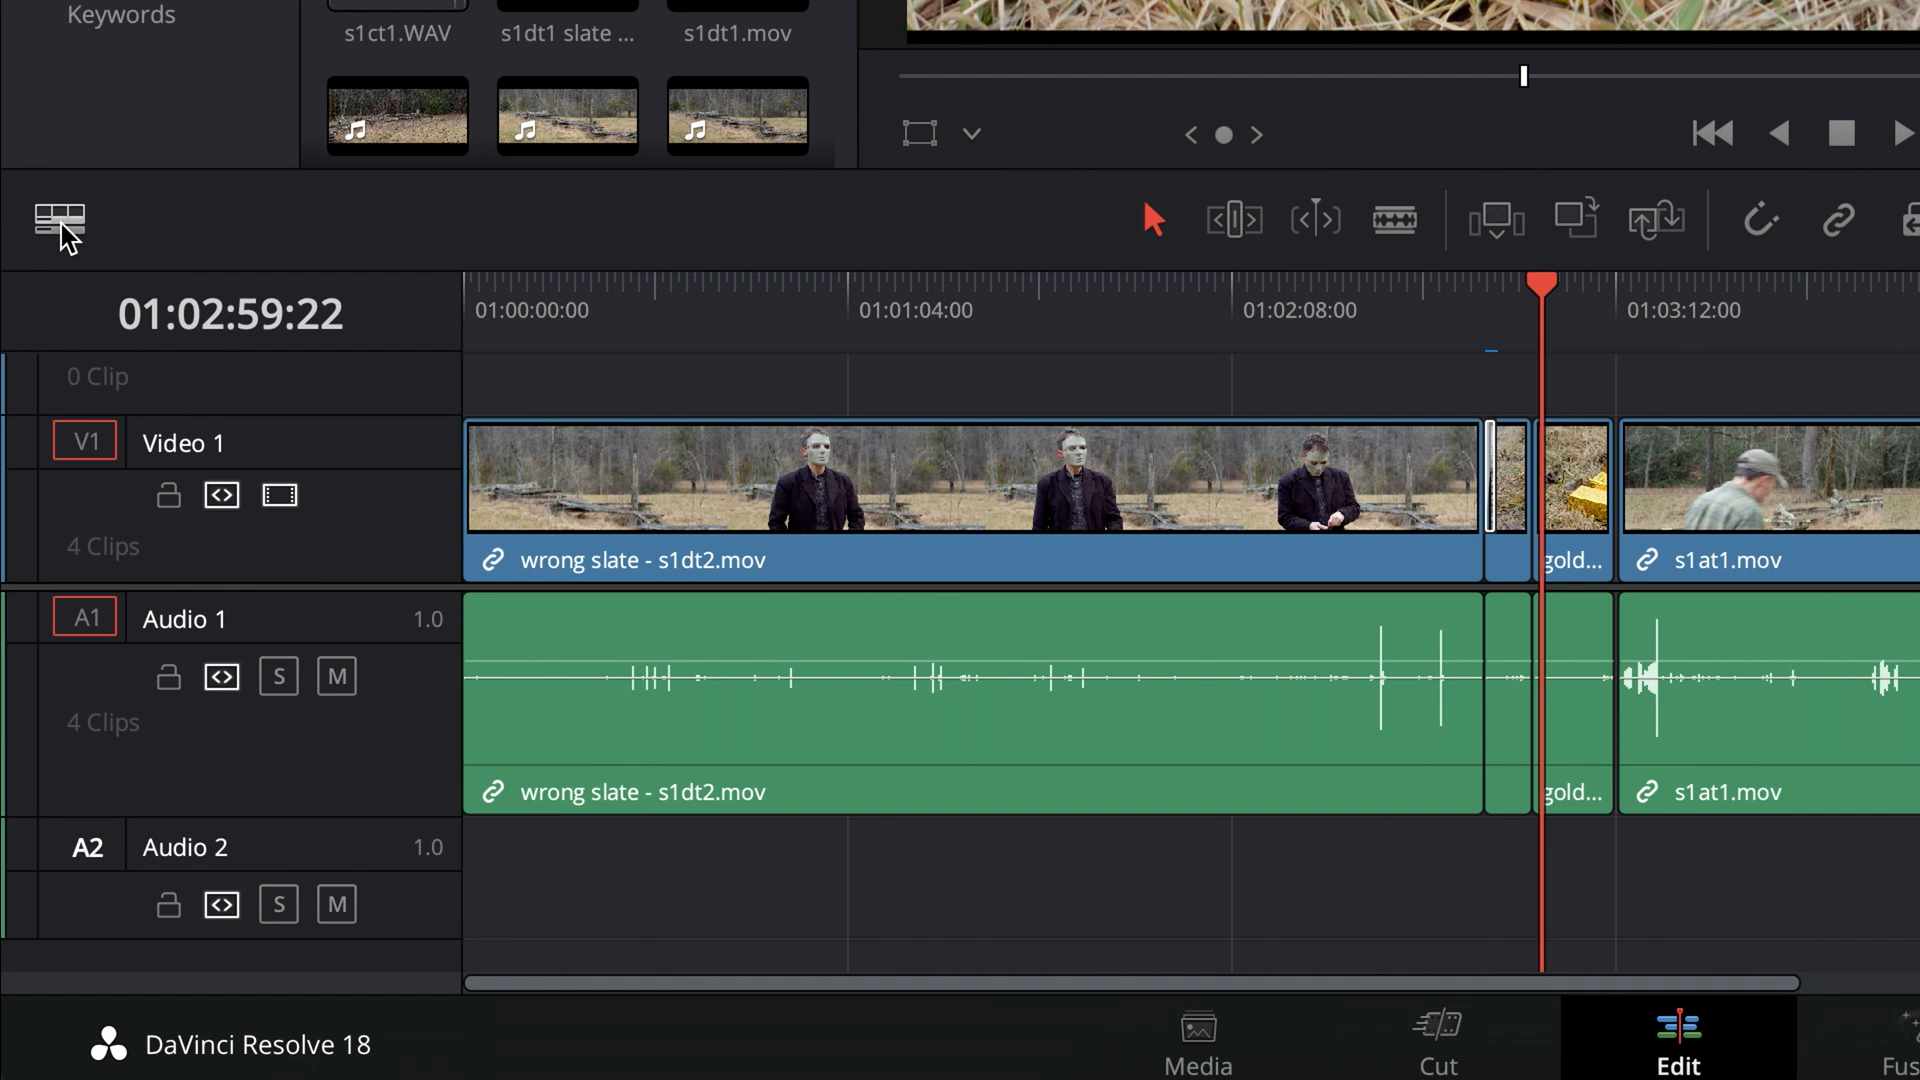 Keywords
s1ct1.WAV
s1dt1 slate ...
s1dt1.mov
01:02:59:22
01:00:00:00
01:01:04:00
01:02:08:00
01:03:12:00
0 Clip
V1
Video 1
4 Clips
wrong slate - s1dt2.mov
gold...
s1at1.mov
A1
Audio 1
1.0
S
M
4 Clips
wrong slate - s1dt2.mov
gold...
s1at1.mov
A2
Audio 2
1.0
S
M
DaVinci Resolve 18
Media
Cut
Edit
Fus